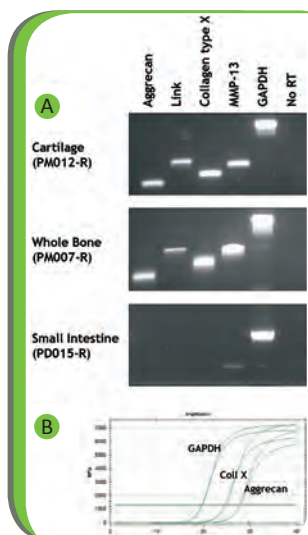 A
Aggrecan
Link
Collagen type X
MMP-13
GAPDH
No RT
Cartilage
(PM012-R)
Whole Bone
(PM007-R)
Small Intestine
(PD015-R)
B
GAPDH
Coll X
Aggrecan